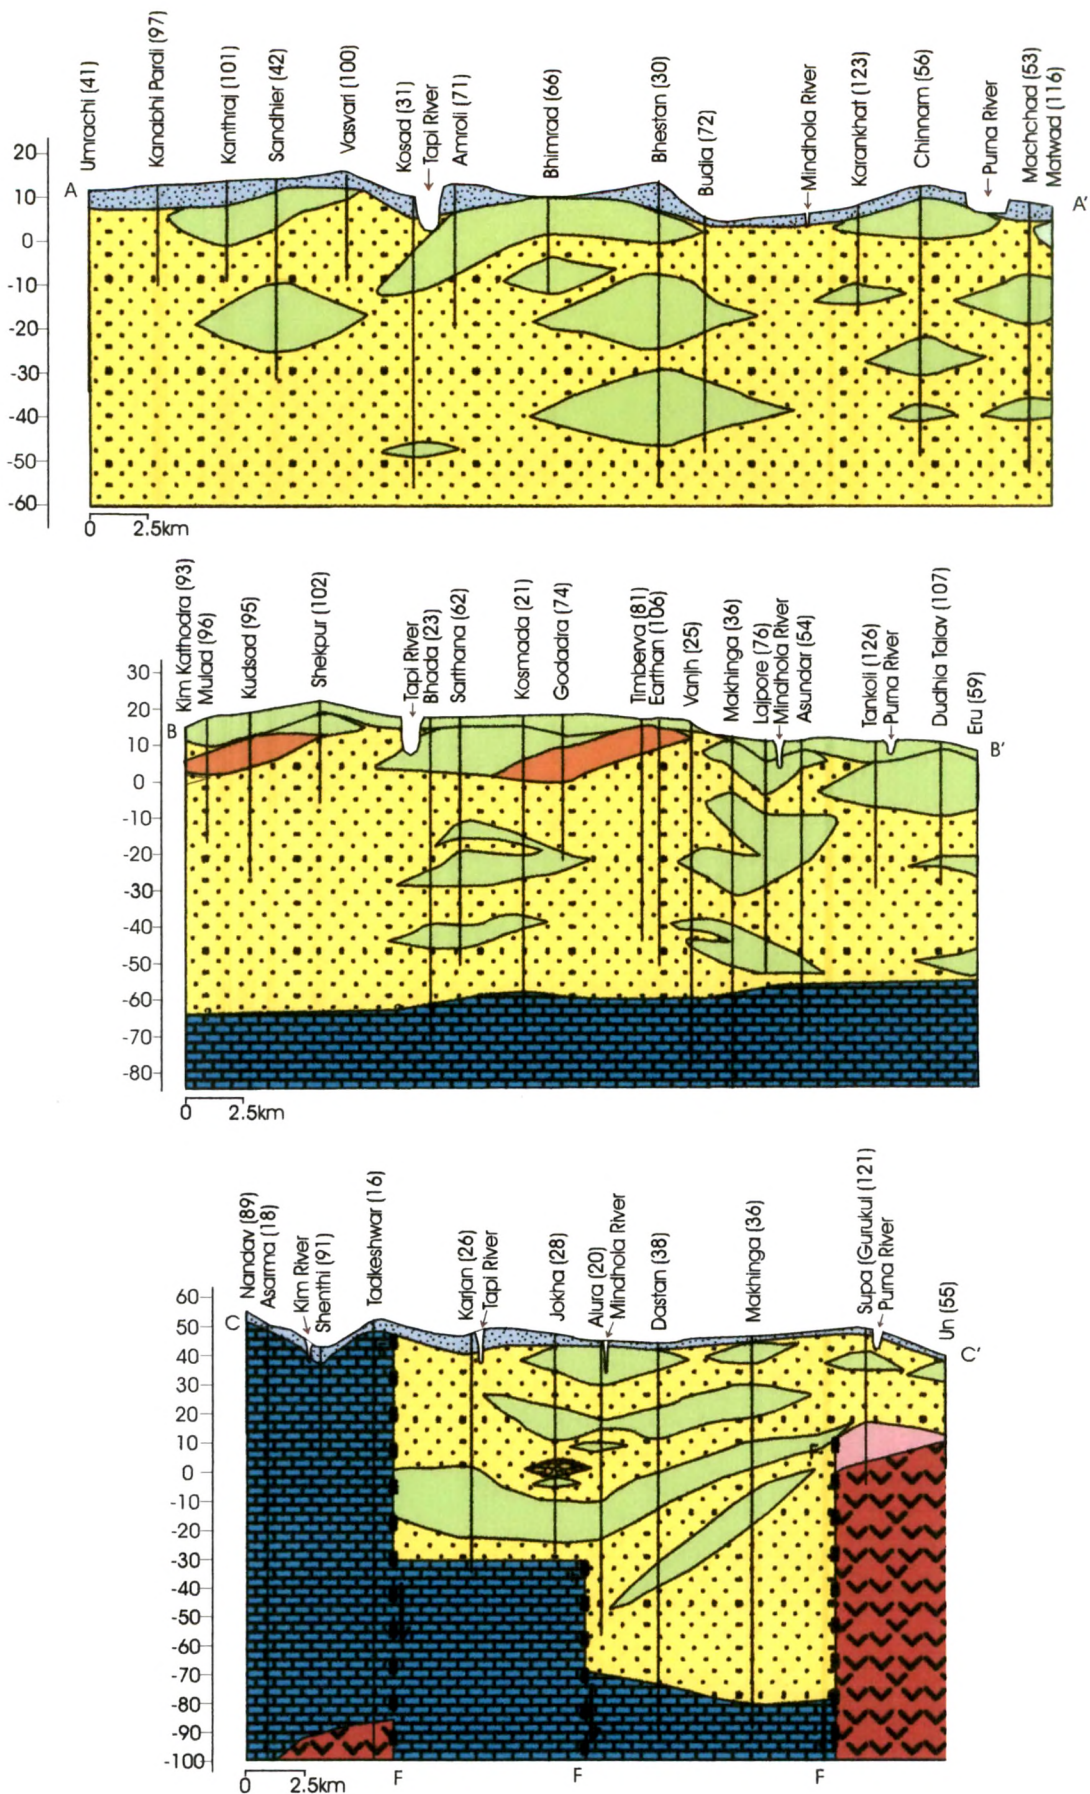 Umrachi (41)
Kanabhi Pardi (97)
Kanthraj (101)
Sandhier (42)
Vasvari (100)
Kosad (31)
Tapi River
Amroli (71)
Bhimrad (66)
Bhestan (30)
Budia (72)
Mindhola River
Karankhat (123)
Chinnam (56)
Purna River
Machchad (53)
Matwad (116)
A
A'
20
10
0
-10
-20
-30
-40
-50
-60
0 2.5km
Kim Kathodra (93)
Mulad (96)
Kudsad (95)
Shekpur (102)
Tapi River
Bhada (23)
Sarthana (62)
Kosmada (21)
Godadra (74)
Timberva (81)
Earthan (106)
Vanjh (25)
Makhinga (36)
Lajpore (76)
Mindhola River
Asundar (54)
Tankoli (126)
Purna River
Dudhia Talav (107)
Eru (59)
B
B'
30
20
10
0
-10
-20
-30
-40
-50
-60
-70
-80
0 2.5km
Nandav (89)
Asarma (18)
Kim River
Shenthi (91)
Tadkeshwar (16)
Karjan (26)
Tapi River
Jokha (28)
Alura (20)
Mindhola River
Dastan (38)
Makhinga (36)
Supa (Gurukul (121)
Purna River
Un (55)
C
C'
60
50
40
30
20
10
0
-10
-20
-30
-40
-50
-60
-70
-80
-90
-100
F
F
F
0 2.5km